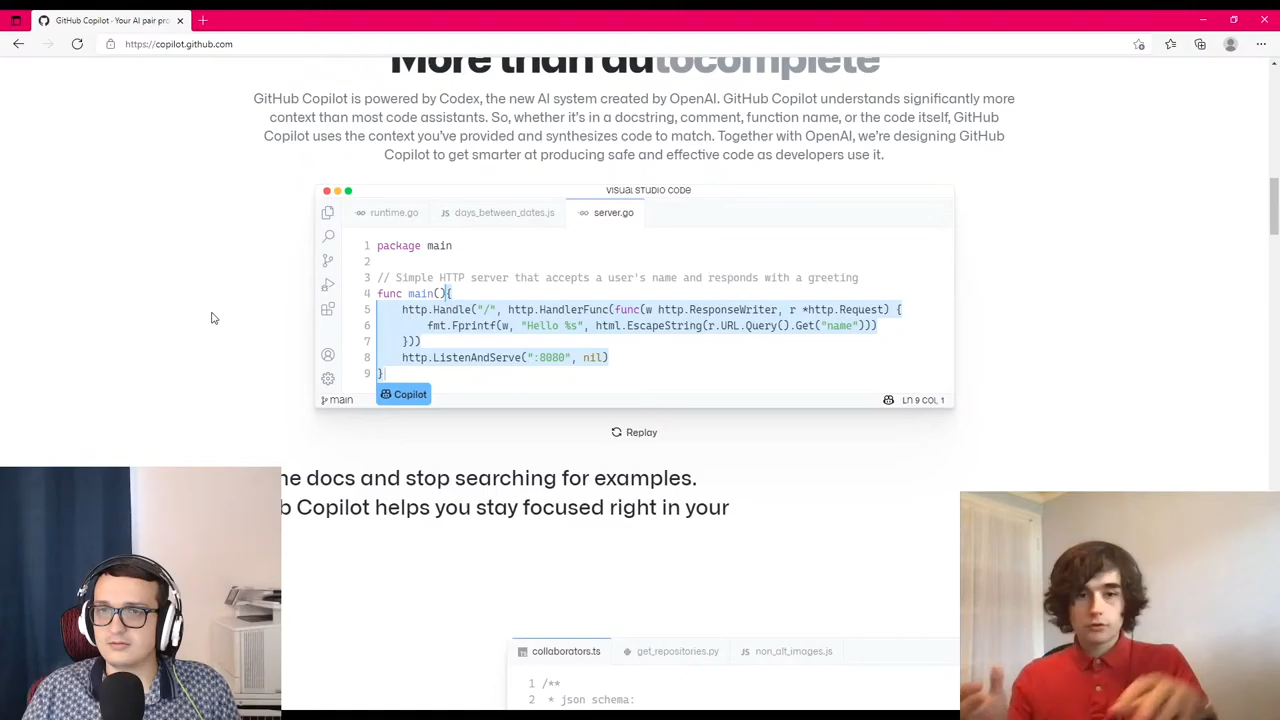 GitHub Copilot - Your AI pair pro
https://copilot.github.com
More than autocomplete
GitHub Copilot is powered by Codex, the new AI system created by OpenAI. GitHub Copilot understands significantly more
context than most code assistants. So, whether it's in a docstring, comment, function name, or the code itself, GitHub
Copilot uses the context you've provided and synthesizes code to match. Together with OpenAI, we're designing GitHub
Copilot to get smarter at producing safe and effective code as developers use it.
Visual Studio Code
runtime.go
JS days_between_dates.js
server.go
1 package main
2
3 // Simple HTTP server that accepts a user's name and responds with a greeting
4 func main(){
5 http.Handle("/", http.HandlerFunc(func(w http.ResponseWriter, r *http.Request) {
6 fmt.Fprintf(w, "Hello %s", html.EscapeString(r.URL.Query().Get("name")))
7 }))
8 http.ListenAndServe(":8080", nil)
9 }
Copilot
main
Ln 9 Col, 1
Replay
he docs and stop searching for examples.
b Copilot helps you stay focused right in your
collaborators.ts
get_repositories.py
JS non_alt_images.js
1 /**
2 * json schema: